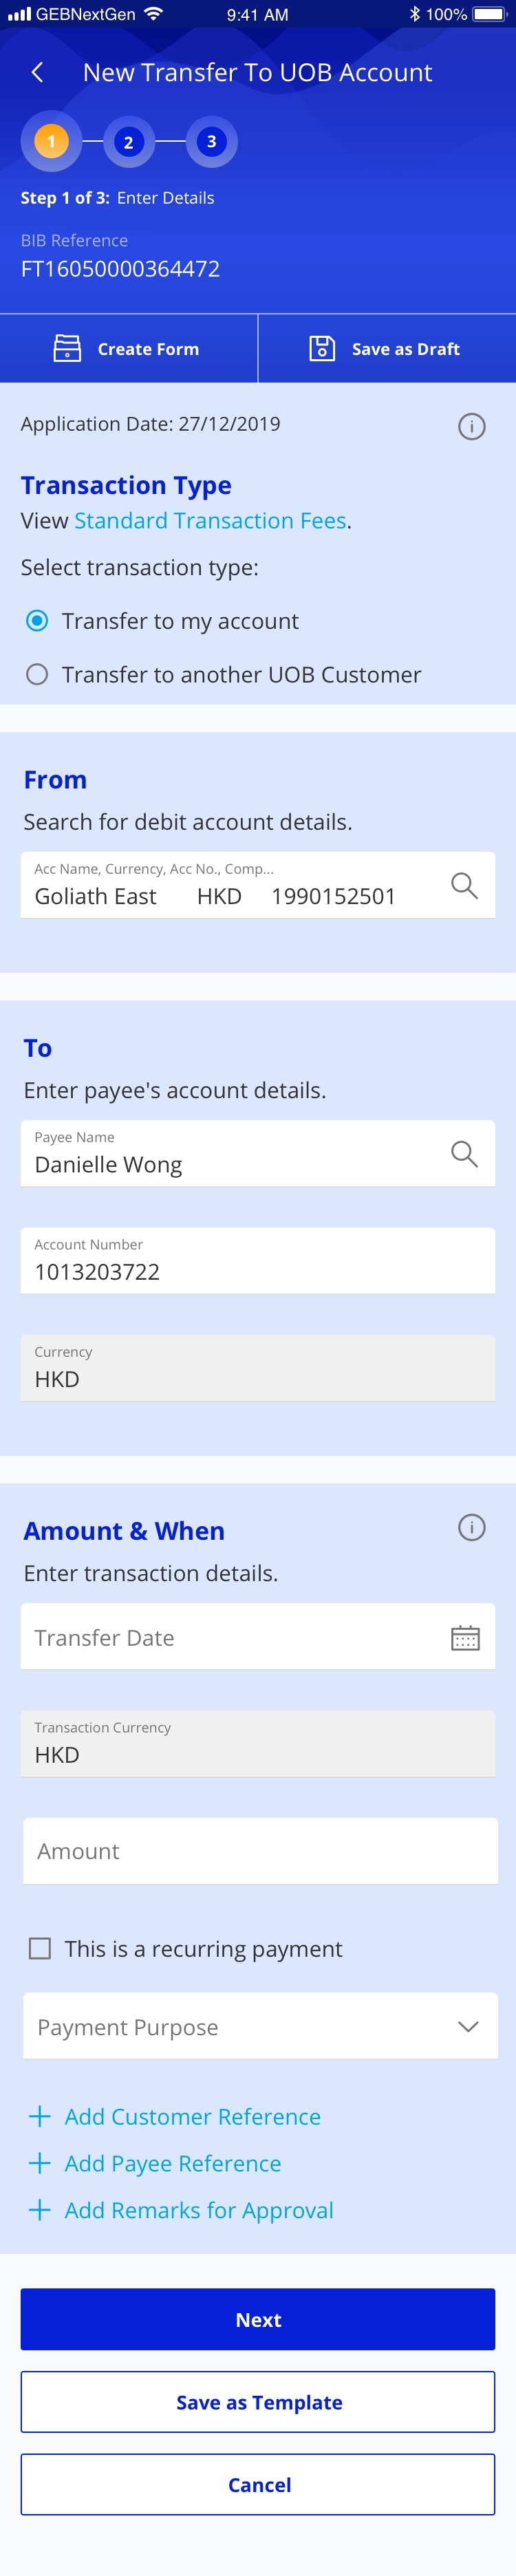 GEBNextGen 9:41 AM 100%
New Transfer To UOB Account
1 2 3
Step 1 of 3: Enter Details
BIB Reference
FT16050000364472
Create Form Save as Draft
Application Date: 27/12/2019
Transaction Type
View Standard Transaction Fees.
Select transaction type:
Transfer to my account
Transfer to another UOB Customer
From
Search for debit account details.
Acc Name, Currency, Acc No., Comp...
Goliath East HKD 1990152501
To
Enter payee's account details.
Payee Name
Danielle Wong
Account Number
1013203722
Currency
HKD
Amount & When
Enter transaction details.
Transfer Date
Transaction Currency
HKD
Amount
This is a recurring payment
Payment Purpose
Add Customer Reference
Add Payee Reference
Add Remarks for Approval
Next
Save as Template
Cancel